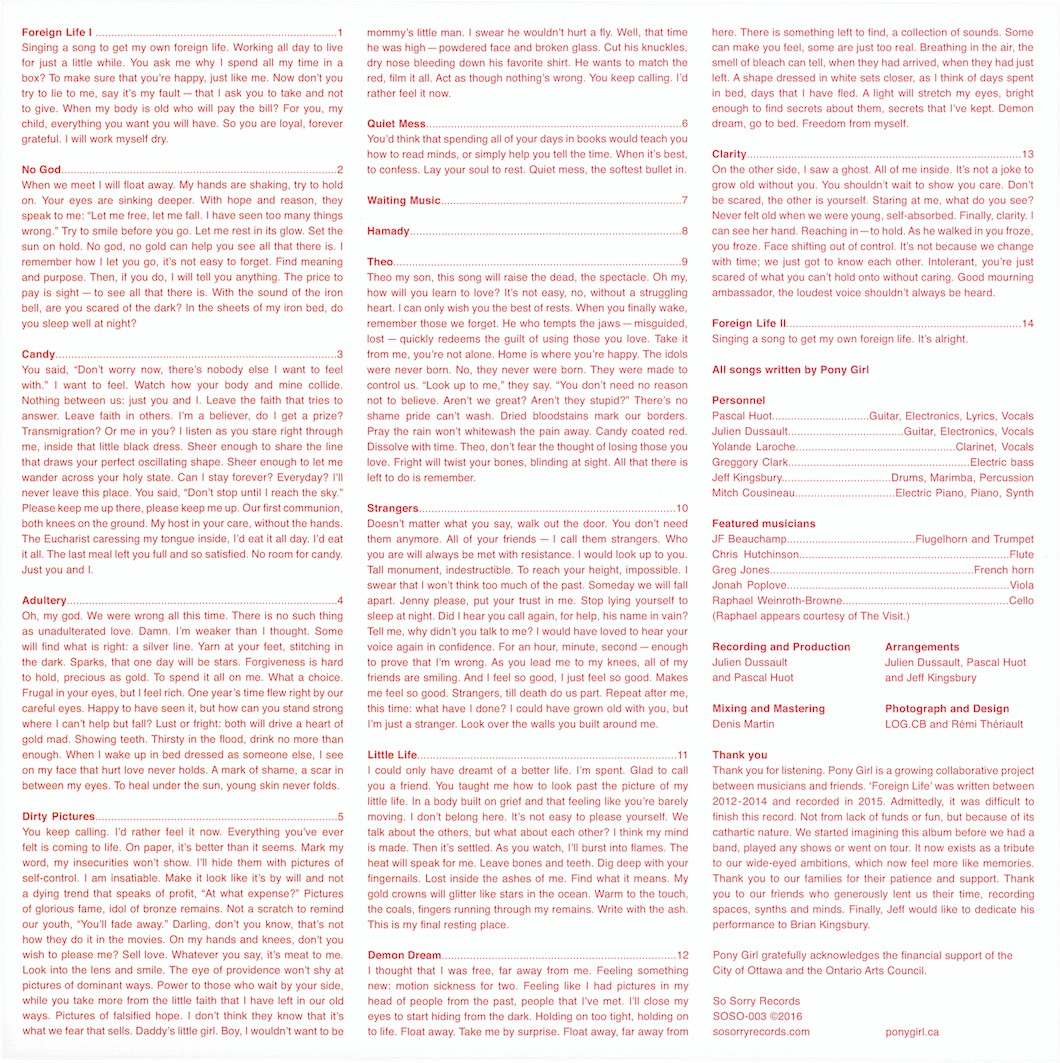 Foreign Life I ...............................................................1
Singing a song to get my own foreign life. Working all day to live
for just a little while. You ask me why I spend all my time in a
box? To make sure that you're happy, just like me. Now don't you
try to lie to me, say it's my fault — that I ask you to take and not
to give. When my body is old who will pay the bill? For you, my
child, everything you want you will have. So you are loyal, forever
grateful. I will work myself dry.
No God........................................................................2
When we meet I will float away. My hands are shaking, try to hold
on. Your eyes are sinking deeper. With hope and reason, they
speak to me: “Let me free, let me fall. I have seen too many things
wrong.” Try to smile before you go. Let me rest in its glow. Set the
sun on hold. No god, no gold can help you see all that there is. I
remember how I let you go, it's not easy to forget. Find meaning
and purpose. Then, if you do, I will tell you anything. The price to
pay is sight — to see all that there is. With the sound of the iron
bell, are you scared of the dark? In the sheets of my iron bed, do
you sleep well at night?
Candy.........................................................................3
You said, “Don't worry now, there's nobody else I want to feel
with.” I want to feel. Watch how your body and mine collide.
Nothing between us: just you and I. Leave the faith that tries to
answer. Leave faith in others. I'm a believer, do I get a prize?
Transmigration? Or me in you? I listen as you stare right through
me, inside that little black dress. Sheer enough to share the line
that draws your perfect oscillating shape. Sheer enough to let me
wander across your holy state. Can I stay forever? Everyday? I'll
never leave this place. You said, “Don't stop until I reach the sky.”
Please keep me up there, please keep me up. Our first communion,
both knees on the ground. My host in your care, without the hands.
The Eucharist caressing my tongue inside, I'd eat it all day. I'd eat
it all. The last meal left you full and so satisfied. No room for candy.
Just you and I.
Adultery......................................................................4
Oh, my god. We were wrong all this time. There is no such thing
as unadulterated love. Damn. I'm weaker than I thought. Some
will find what is right: a silver line. Yarn at your feet, stitching in
the dark. Sparks, that one day will be stars. Forgiveness is hard
to hold, precious as gold. To spend it all on me. What a choice.
Frugal in your eyes, but I feel rich. One year's time flew right by our
careful eyes. Happy to have seen it, but how can you stand strong
where I can't help but fall? Lust or fright: both will drive a heart of
gold mad. Showing teeth. Thirsty in the flood, drink no more than
enough. When I wake up in bed dressed as someone else, I see
on my face that hurt love never holds. A mark of shame, a scar in
between my eyes. To heal under the sun, young skin never folds.
Dirty Pictures................................................................5
You keep calling. I'd rather feel it now. Everything you've ever
felt is coming to life. On paper, it's better than it seems. Mark my
word, my insecurities won't show. I'll hide them with pictures of
self-control. I am insatiable. Make it look like it's by will and not
a dying trend that speaks of profit, “At what expense?” Pictures
of glorious fame, idol of bronze remains. Not a scratch to remind
our youth, “You'll fade away.” Darling, don't you know, that's not
how they do it in the movies. On my hands and knees, don't you
wish to please me? Sell love. Whatever you say, it's meat to me.
Look into the lens and smile. The eye of providence won't shy at
pictures of dominant ways. Power to those who wait by your side,
while you take more from the little faith that I have left in our old
ways. Pictures of falsified hope. I don't think they know that it's
what we fear that sells. Daddy's little girl. Boy, I wouldn't want to be
mommy's little man. I swear he wouldn't hurt a fly. Well, that time
he was high — powdered face and broken glass. Cut his knuckles,
dry nose bleeding down his favorite shirt. He wants to match the
red, film it all. Act as though nothing's wrong. You keep calling. I'd
rather feel it now.
Quiet Mess...................................................................6
You'd think that spending all of your days in books would teach you
how to read minds, or simply help you tell the time. When it's best,
to confess. Lay your soul to rest. Quiet mess, the softest bullet in.
Waiting Music................................................................7
Hamady.......................................................................8
Theo..........................................................................9
Theo my son, this song will raise the dead, the spectacle. Oh my,
how will you learn to love? It's not easy, no, without a struggling
heart. I can only wish you the best of rests. When you finally wake,
remember those we forget. He who tempts the jaws — misguided,
lost — quickly redeems the guilt of using those you love. Take it
from me, you're not alone. Home is where you're happy. The idols
were never born. No, they never were born. They were made to
control us. “Look up to me,” they say. “You don't need no reason
not to believe. Aren't we great? Aren't they stupid?” There's no
shame pride can't wash. Dried bloodstains mark our borders.
Pray the rain won't whitewash the pain away. Candy coated red.
Dissolve with time. Theo, don't fear the thought of losing those you
love. Fright will twist your bones, blinding at sight. All that there is
left to do is remember.
Strangers....................................................................10
Doesn't matter what you say, walk out the door. You don't need
them anymore. All of your friends — I call them strangers. Who
you are will always be met with resistance. I would look up to you.
Tall monument, indestructible. To reach your height, impossible. I
swear that I won't think too much of the past. Someday we will fall
apart. Jenny please, put your trust in me. Stop lying yourself to
sleep at night. Did I hear you call again, for help, his name in vain?
Tell me, why didn't you talk to me? I would have loved to hear your
voice again in confidence. For an hour, minute, second — enough
to prove that I'm wrong. As you lead me to my knees, all of my
friends are smiling. And I feel so good, I just feel so good. Makes
me feel so good. Strangers, till death do us part. Repeat after me,
this time: what have I done? I could have grown old with you, but
I'm just a stranger. Look over the walls you built around me.
Little Life....................................................................11
I could only have dreamt of a better life. I'm spent. Glad to call
you a friend. You taught me how to look past the picture of my
little life. In a body built on grief and that feeling like you're barely
moving. I don't belong here. It's not easy to please yourself. We
talk about the others, but what about each other? I think my mind
is made. Then it's settled. As you watch, I'll burst into flames. The
heat will speak for me. Leave bones and teeth. Dig deep with your
fingernails. Lost inside the ashes of me. Find what it means. My
gold crowns will glitter like stars in the ocean. Warm to the touch,
the coals, fingers running through my remains. Write with the ash.
This is my final resting place.
Demon Dream..............................................................12
I thought that I was free, far away from me. Feeling something
new: motion sickness for two. Feeling like I had pictures in my
head of people from the past, people that I've met. I'll close my
eyes to start hiding from the dark. Holding on too tight, holding on
to life. Float away. Take me by surprise. Float away, far away from
here. There is something left to find, a collection of sounds. Some
can make you feel, some are just too real. Breathing in the air, the
smell of bleach can tell, when they had arrived, when they had just
left. A shape dressed in white sets closer, as I think of days spent
in bed, days that I have fled. A light will stretch my eyes, bright
enough to find secrets about them, secrets that I've kept. Demon
dream, go to bed. Freedom from myself.
Clarity.......................................................................13
On the other side, I saw a ghost. All of me inside. It's not a joke to
grow old without you. You shouldn't wait to show you care. Don't
be scared, the other is yourself. Staring at me, what do you see?
Never felt old when we were young, self-absorbed. Finally, clarity. I
can see her hand. Reaching in — to hold. As he walked in you froze,
you froze. Face shifting out of control. It's not because we change
with time; we just got to know each other. Intolerant, you're just
scared of what you can't hold onto without caring. Good mourning
ambassador, the loudest voice shouldn't always be heard.
Foreign Life II..............................................................14
Singing a song to get my own foreign life. It's alright.
All songs written by Pony Girl
Personnel
Pascal Huot.........................Guitar, Electronics, Lyrics, Vocals
Julien Dussault..............................Guitar, Electronics, Vocals
Yolande Laroche.........................................Clarinet, Vocals
Greggory Clark...............................................Electric bass
Jeff Kingsbury............................Drums, Marimba, Percussion
Mitch Cousineau..........................Electric Piano, Piano, Synth
Featured musicians
JF Beauchamp.................................Flugelhorn and Trumpet
Chris Hutchinson......................................................Flute
Greg Jones.....................................................French horn
Jonah Poplove.........................................................Viola
Raphael Weinroth-Browne...........................................Cello
(Raphael appears courtesy of The Visit.)
Recording and Production
Julien Dussault
and Pascal Huot
Arrangements
Julien Dussault, Pascal Huot
and Jeff Kingsbury
Mixing and Mastering
Denis Martin
Photograph and Design
LOG.CB and Rémi Thériault
Thank you
Thank you for listening. Pony Girl is a growing collaborative project
between musicians and friends. ‘Foreign Life’ was written between
2012-2014 and recorded in 2015. Admittedly, it was difficult to
finish this record. Not from lack of funds or fun, but because of its
cathartic nature. We started imagining this album before we had a
band, played any shows or went on tour. It now exists as a tribute
to our wide-eyed ambitions, which now feel more like memories.
Thank you to our families for their patience and support. Thank
you to our friends who generously lent us their time, recording
spaces, synths and minds. Finally, Jeff would like to dedicate his
performance to Brian Kingsbury.
Pony Girl gratefully acknowledges the financial support of the
City of Ottawa and the Ontario Arts Council.
So Sorry Records
SOSO-003 ©2016
sosorryrecords.com ponygirl.ca